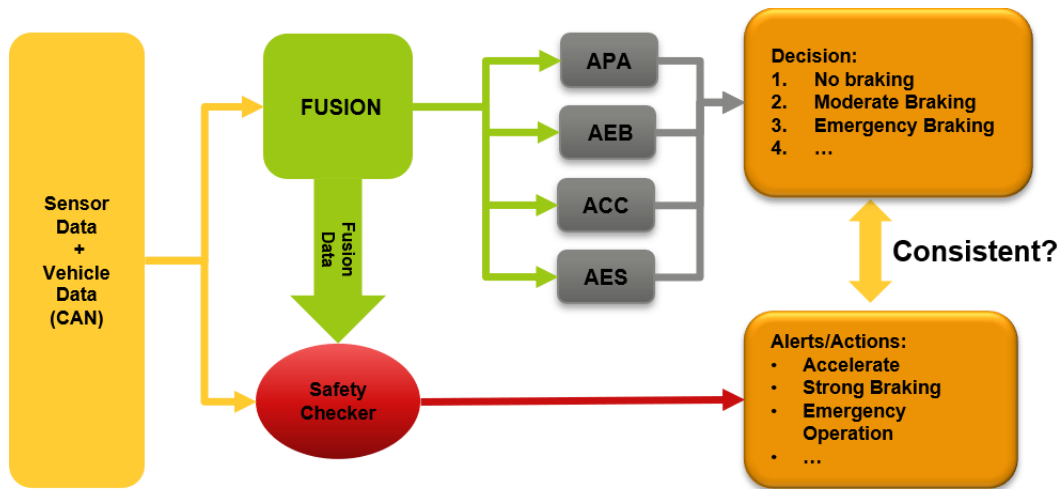 Sensor
Data
+
Vehicle
Data
(CAN)
FUSION
Fusion
Data
Safety
Checker
APA
AEB
ACC
AES
Decision:
1. No braking
2. Moderate Braking
3. Emergency Braking
4. …
Consistent?
Alerts/Actions:
• Accelerate
• Strong Braking
• Emergency
Operation
• …